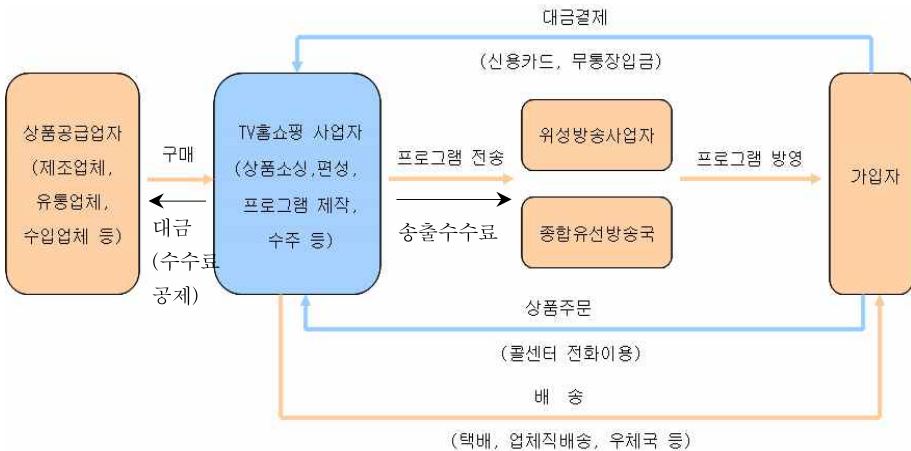 대금결제
(신용카드, 무통장입금)
상품공급업자
(제조업체,
유통업체,
수입업체 등)
구매
대금
(수수료
공제)
TV홈쇼핑 사업자
(상품소싱,편성,
프로그램 제작,
수주 등)
프로그램 전송
송출수수료
위성방송사업자
종합유선방송국
프로그램 방영
가입자
상품주문
(콜센터 전화이용)
배 송
(택배, 업체직배송, 우체국 등)